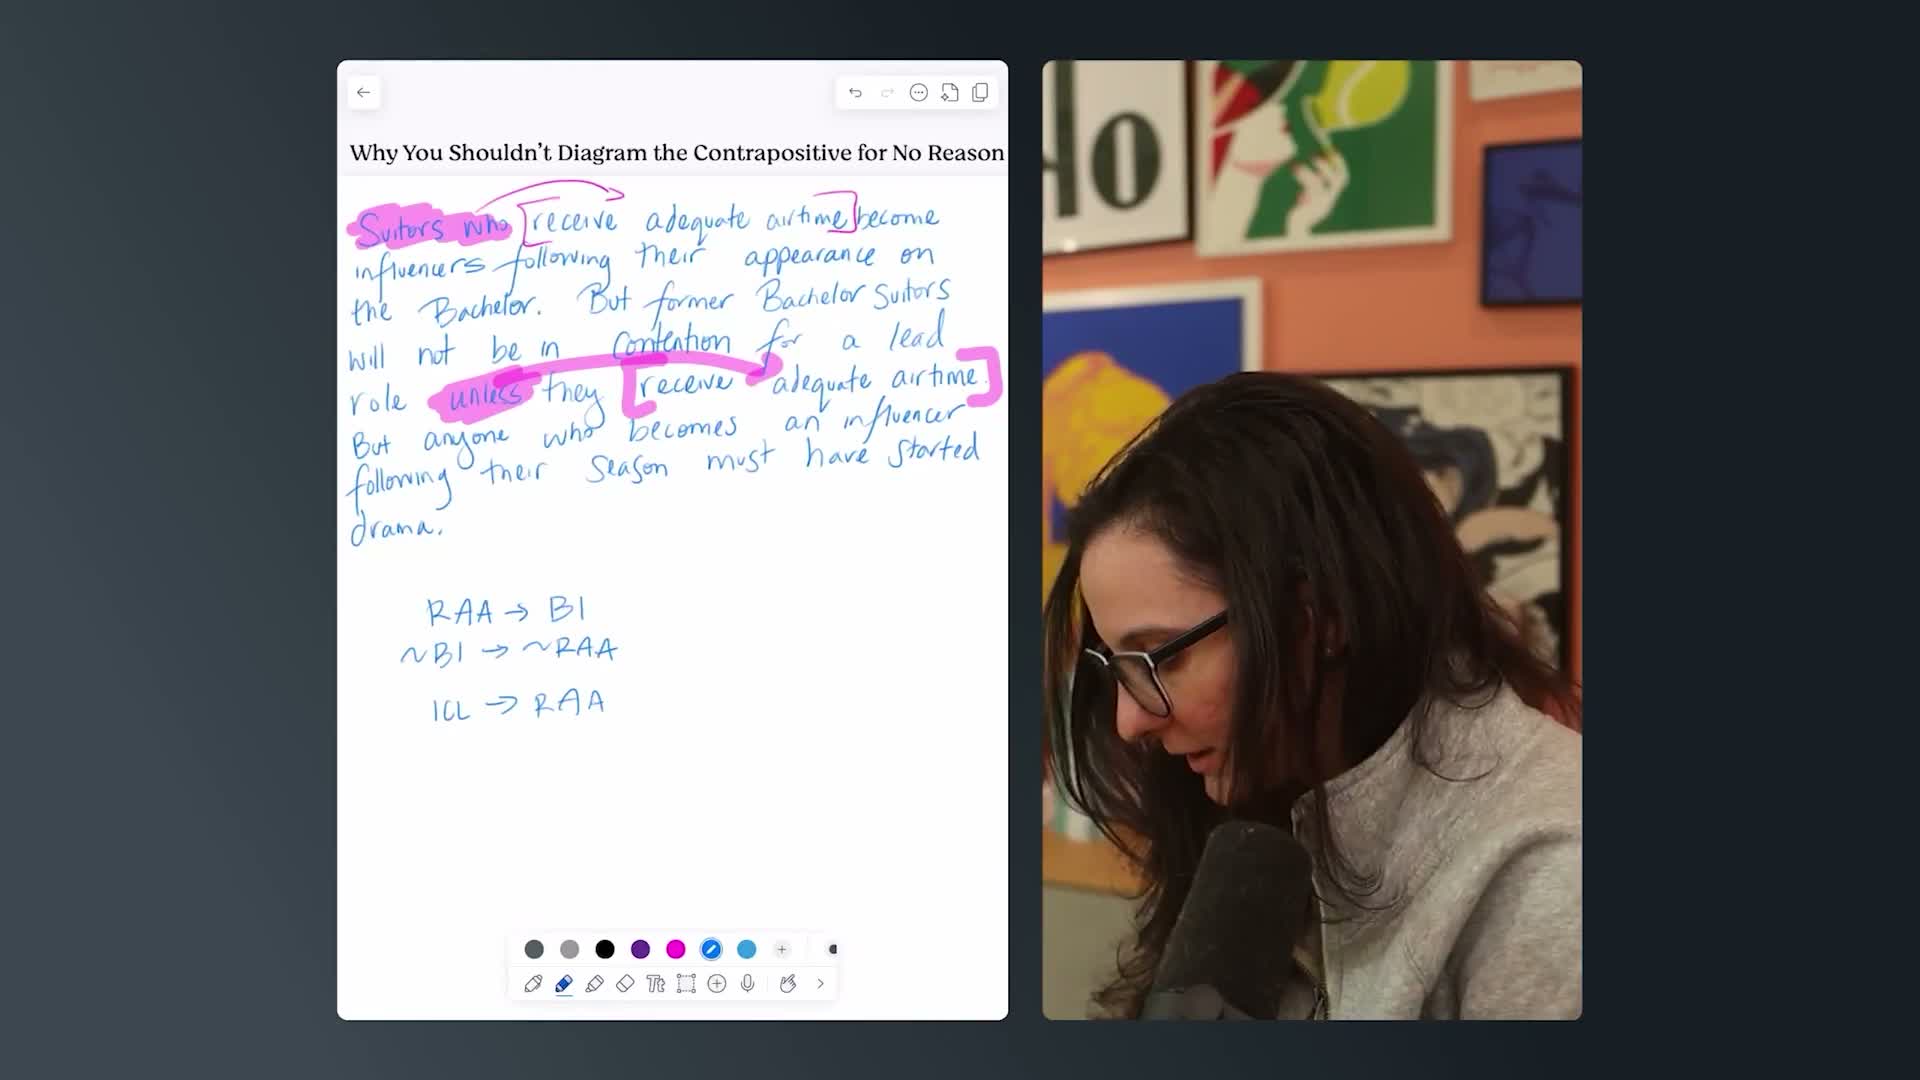 Why You Shouldn't Diagram the Contrapositive for No Reason
Suitors who receive adequate airtime become
influencers following their appearance on
the Bachelor. But former Bachelor Suitors
will not be in contention for a lead
role unless they receive adequate airtime.
But anyone who becomes an influencer
following their season must have started
drama.
RAA → BI
~BI → ~RAA
ICL → RAA
Tt